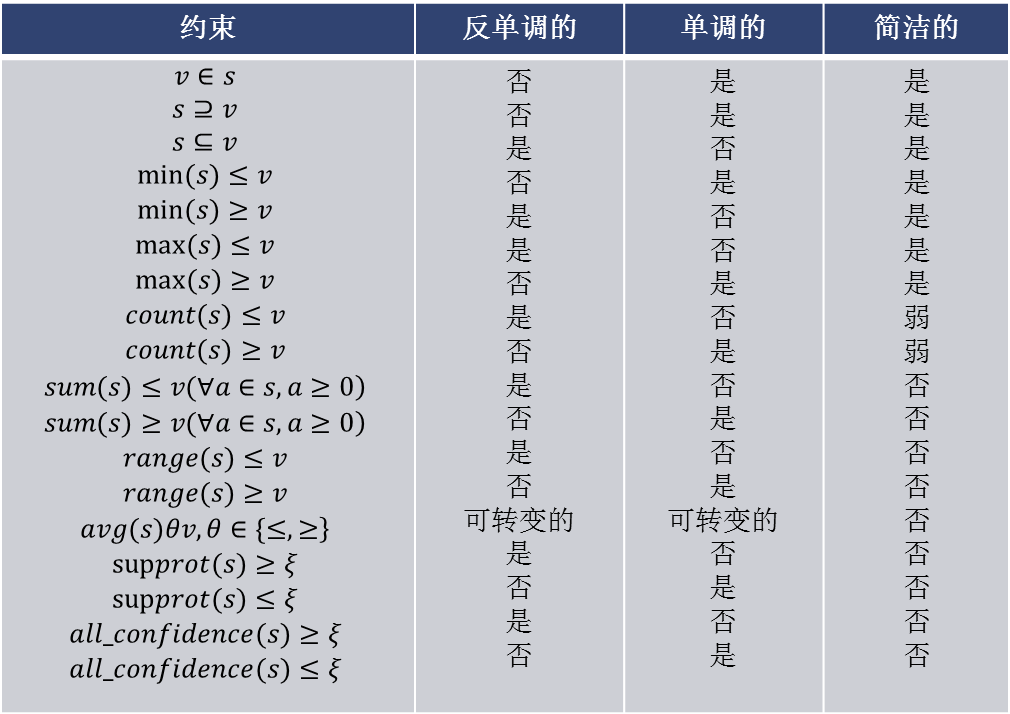 约束 反单调的 单调的 简洁的
v ∈ s 否 是 是
s ⊇ v 否 是 是
s ⊆ v 是 否 是
min(s) ≤ v 否 是 是
min(s) ≥ v 是 否 是
max(s) ≤ v 是 否 是
max(s) ≥ v 否 是 是
count(s) ≤ v 是 否 弱
count(s) ≥ v 否 是 弱
sum(s) ≤ v(∀a ∈ s, a ≥ 0) 是 否 否
sum(s) ≥ v(∀a ∈ s, a ≥ 0) 否 是 否
range(s) ≤ v 是 否 否
range(s) ≥ v 否 是 否
avg(s)θv, θ ∈ {≤, ≥} 可转变的 可转变的 否
supprot(s) ≥ ξ 是 否 否
supprot(s) ≤ ξ 否 是 否
all_confidence(s) ≥ ξ 是 否 否
all_confidence(s) ≤ ξ 否 是 否